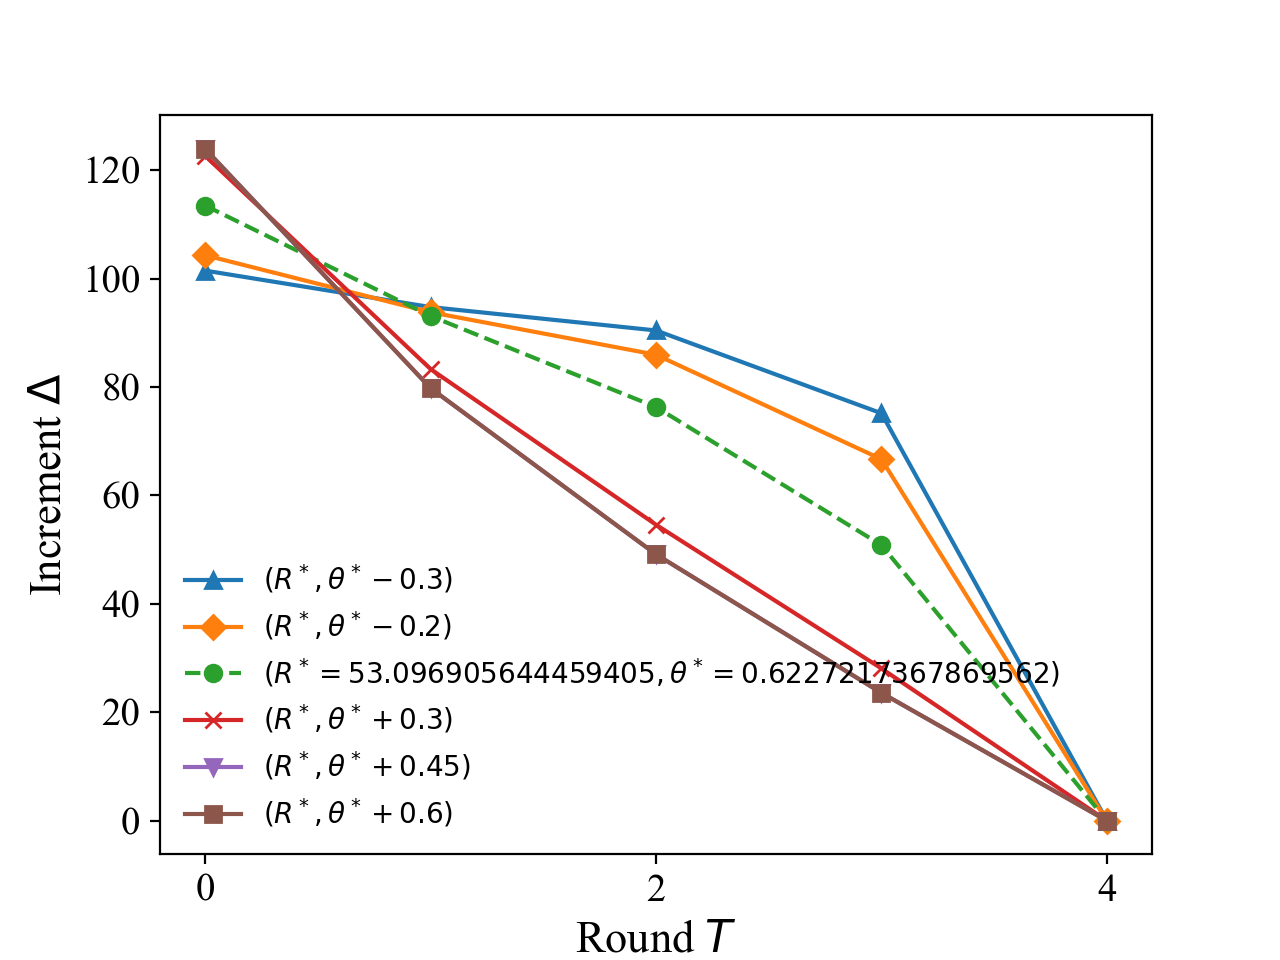 120
100
80
60
40
20
0
Increment Δ
(R*, θ* − 0.3)
(R*, θ* − 0.2)
(R* = 53.096905644459405, θ* = 0.6227217367869562)
(R*, θ* + 0.3)
(R*, θ* + 0.45)
(R*, θ* + 0.6)
0 2 4
Round T